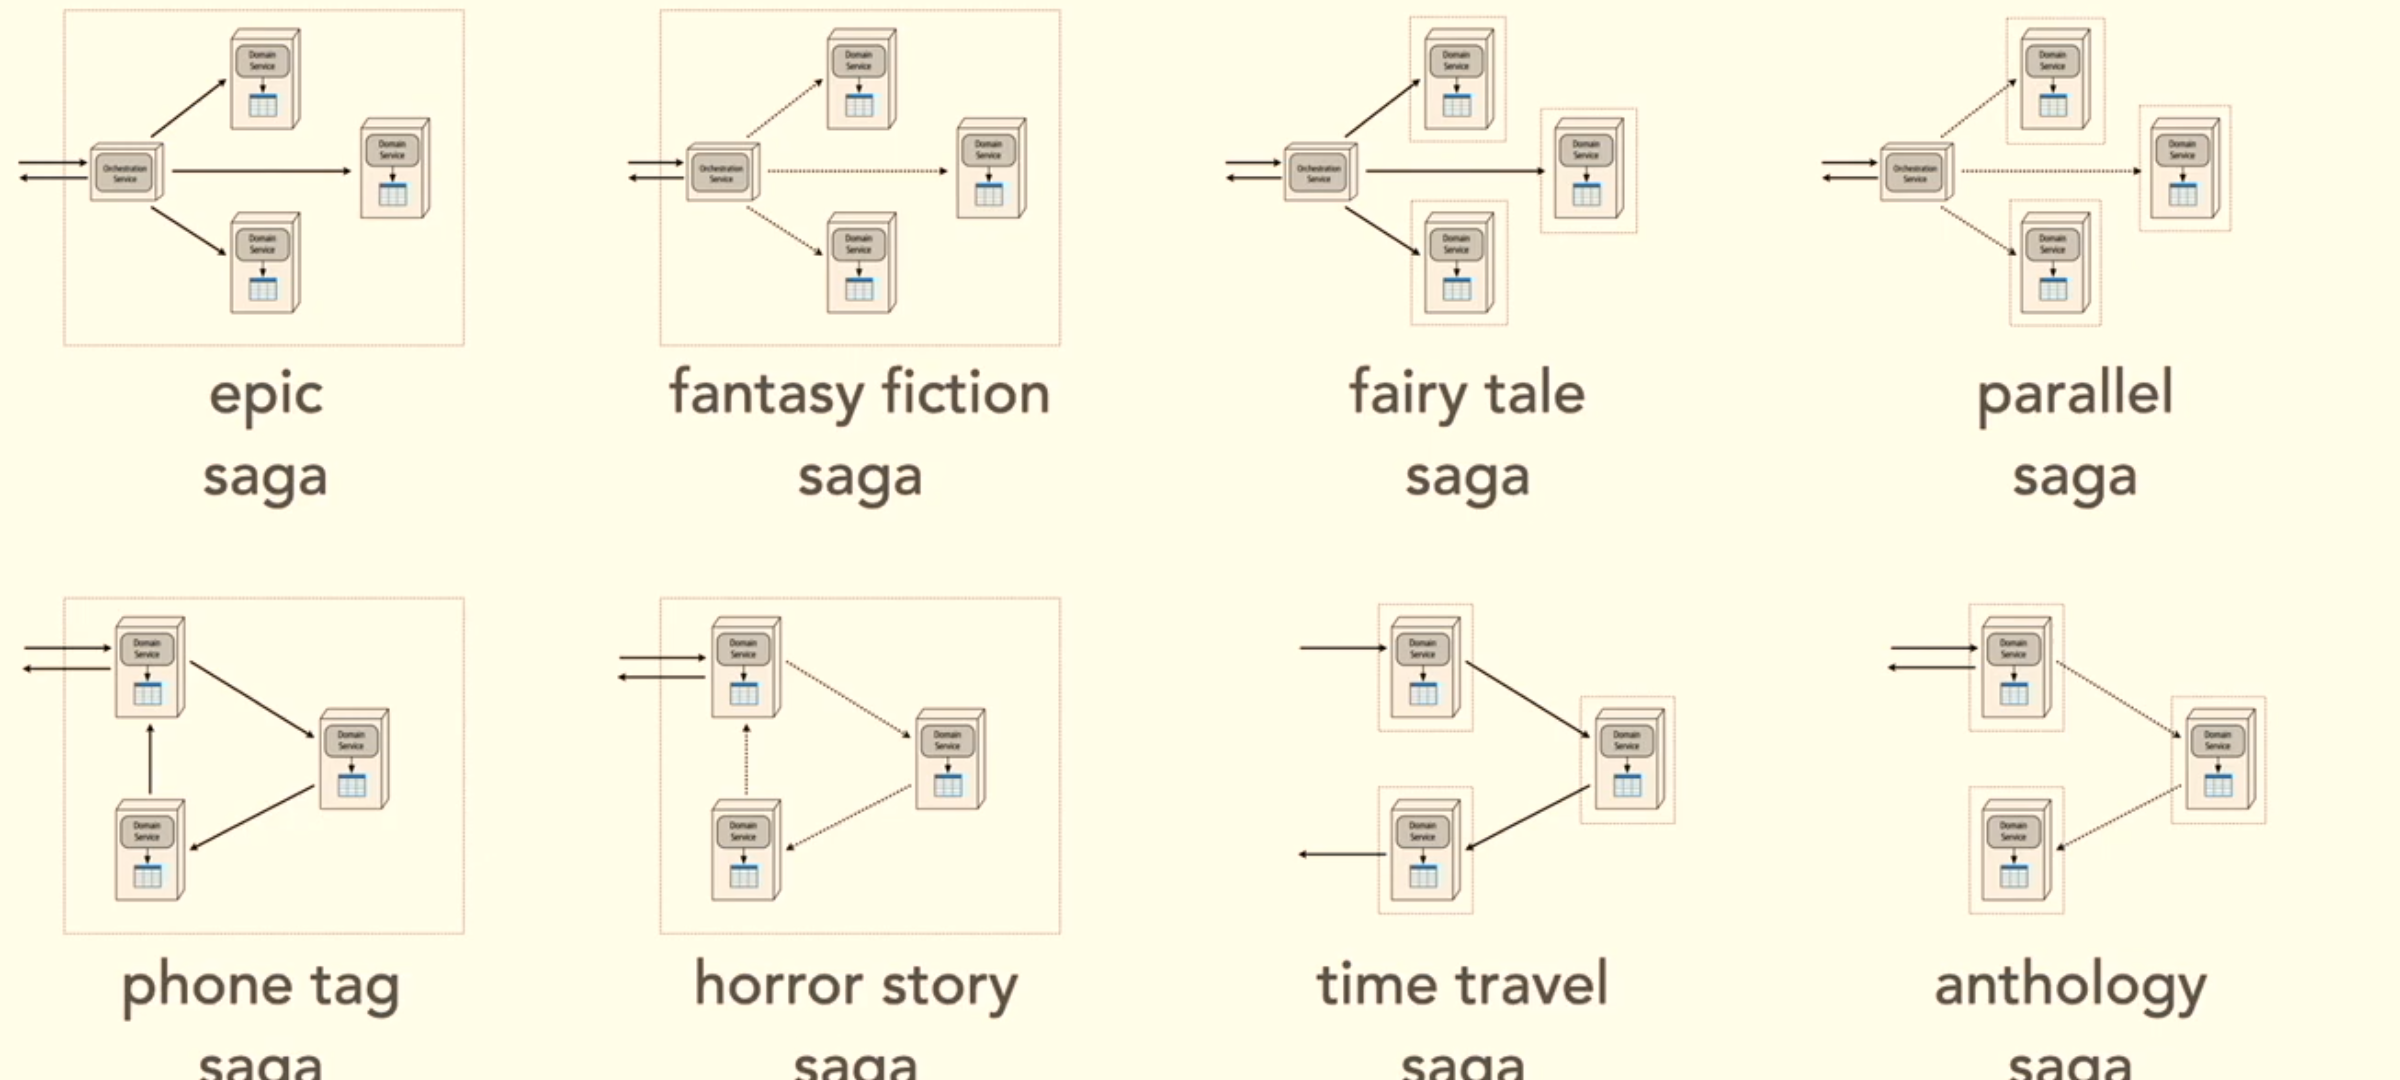 Domain
Service
Domain
Service
Orchestration
Service
Domain
Service
epic
saga
Domain
Service
Domain
Service
Orchestration
Service
Domain
Service
fantasy fiction
saga
Domain
Service
Domain
Service
Orchestration
Service
Domain
Service
fairy tale
saga
Domain
Service
Domain
Service
Orchestration
Service
Domain
Service
parallel
saga
Domain
Service
Domain
Service
Domain
Service
phone tag
saga
Domain
Service
Domain
Service
Domain
Service
horror story
saga
Domain
Service
Domain
Service
Domain
Service
time travel
saga
Domain
Service
Domain
Service
Domain
Service
anthology
saga